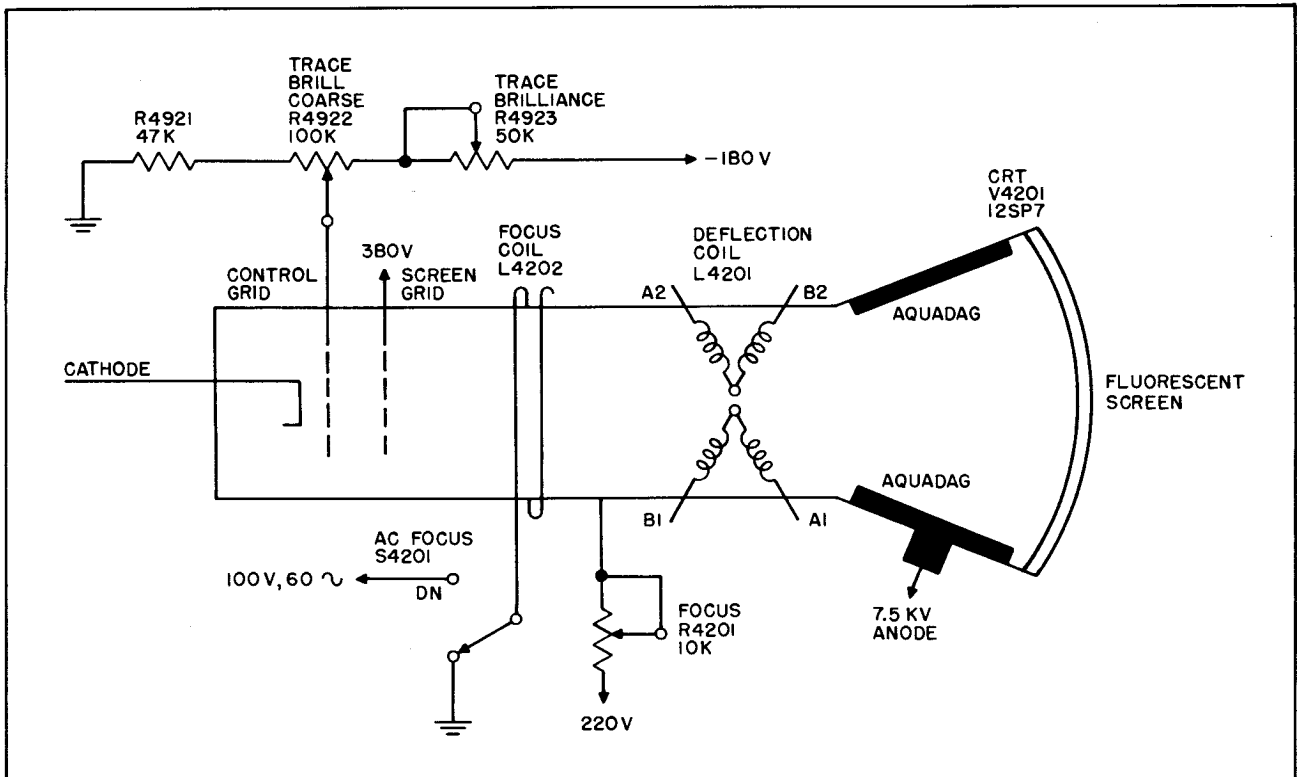 R4921
47K
TRACE
BRILL
COARSE
R4922
100K
TRACE
BRILLIANCE
R4923
50K
-180 V
CRT
V4201
12SP7
380V
CONTROL
GRID
SCREEN
GRID
FOCUS
COIL
L4202
DEFLECTION
COIL
L4201
A2
B2
AQUADAG
CATHODE
FLUORESCENT
SCREEN
AQUADAG
B1
A1
AC FOCUS
S4201
100V, 60 ~
DN
FOCUS
R4201
10K
7.5 KV
ANODE
220V